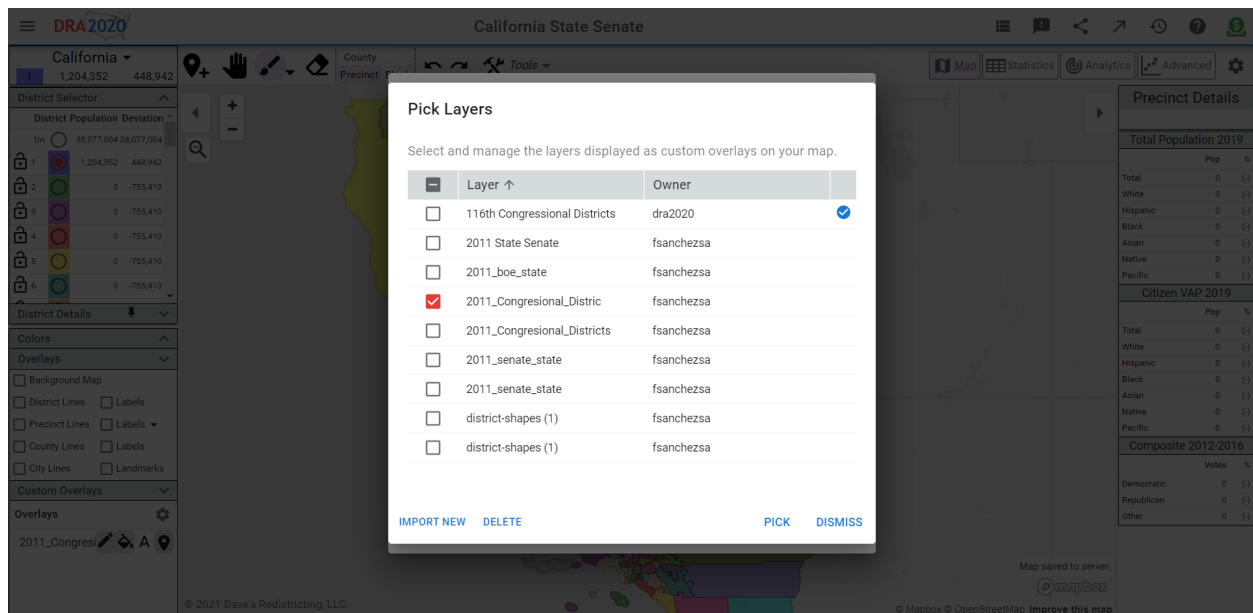 DRA2020
California State Senate
California
1 1,204,352 448,942
County
Precinct
Tools
Map
Statistics
Analytics
Advanced
District Selector
District Population Deviation
Un 38,077,004 38,077,004
1 1,204,352 448,942
2 0 -755,410
3 0 -755,410
4 0 -755,410
5 0 -755,410
6 0 -755,410
District Details
Colors
Overlays
Background Map
District Lines Labels
Precinct Lines Labels
County Lines Labels
City Lines Landmarks
Custom Overlays
Overlays
2011_Congresi
A
Pick Layers
Select and manage the layers displayed as custom overlays on your map.
Layer Owner
116th Congressional Districts dra2020
2011 State Senate fsanchezsa
2011_boe_state fsanchezsa
2011_Congresional_Distric fsanchezsa
2011_Congresional_Districts fsanchezsa
2011_senate_state fsanchezsa
2011_senate_state fsanchezsa
district-shapes (1) fsanchezsa
district-shapes (1) fsanchezsa
IMPORT NEW DELETE PICK DISMISS
Precinct Details
Total Population 2019
Pop %
Total 0 (-)
White 0 (-)
Hispanic 0 (-)
Black 0 (-)
Asian 0 (-)
Native 0 (-)
Pacific 0 (-)
Citizen VAP 2019
Pop %
Total 0 (-)
White 0 (-)
Hispanic 0 (-)
Black 0 (-)
Asian 0 (-)
Native 0 (-)
Pacific 0 (-)
Composite 2012-2016
Votes %
Democratic 0 (-)
Republican 0 (-)
Other 0 (-)
Map saved to server.
mapbox
© 2021 Dave's Redistricting, LLC.
© Mapbox © OpenStreetMap Improve this map